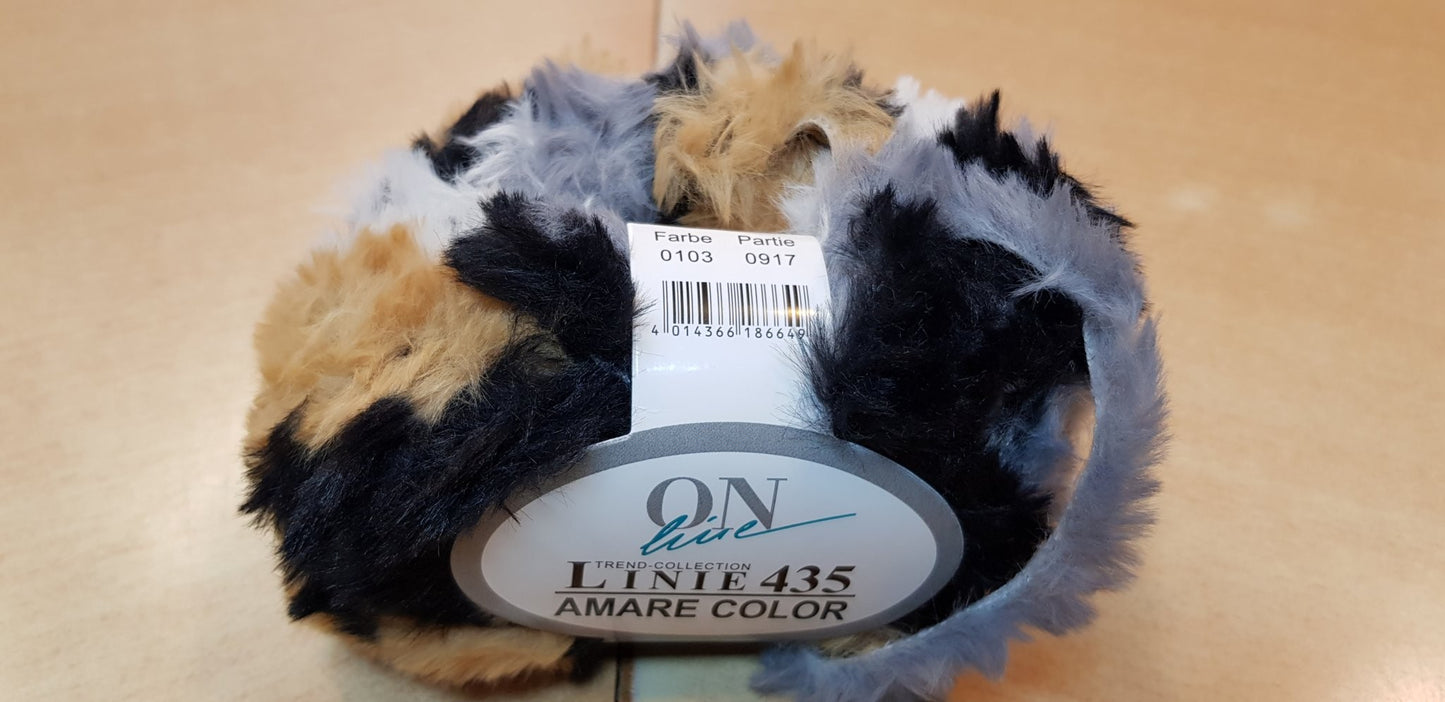 Farbe Partie
0103 0917
4 014366 186649
ON
line
TREND-COLLECTION
LINIE 435
AMARE COLOR